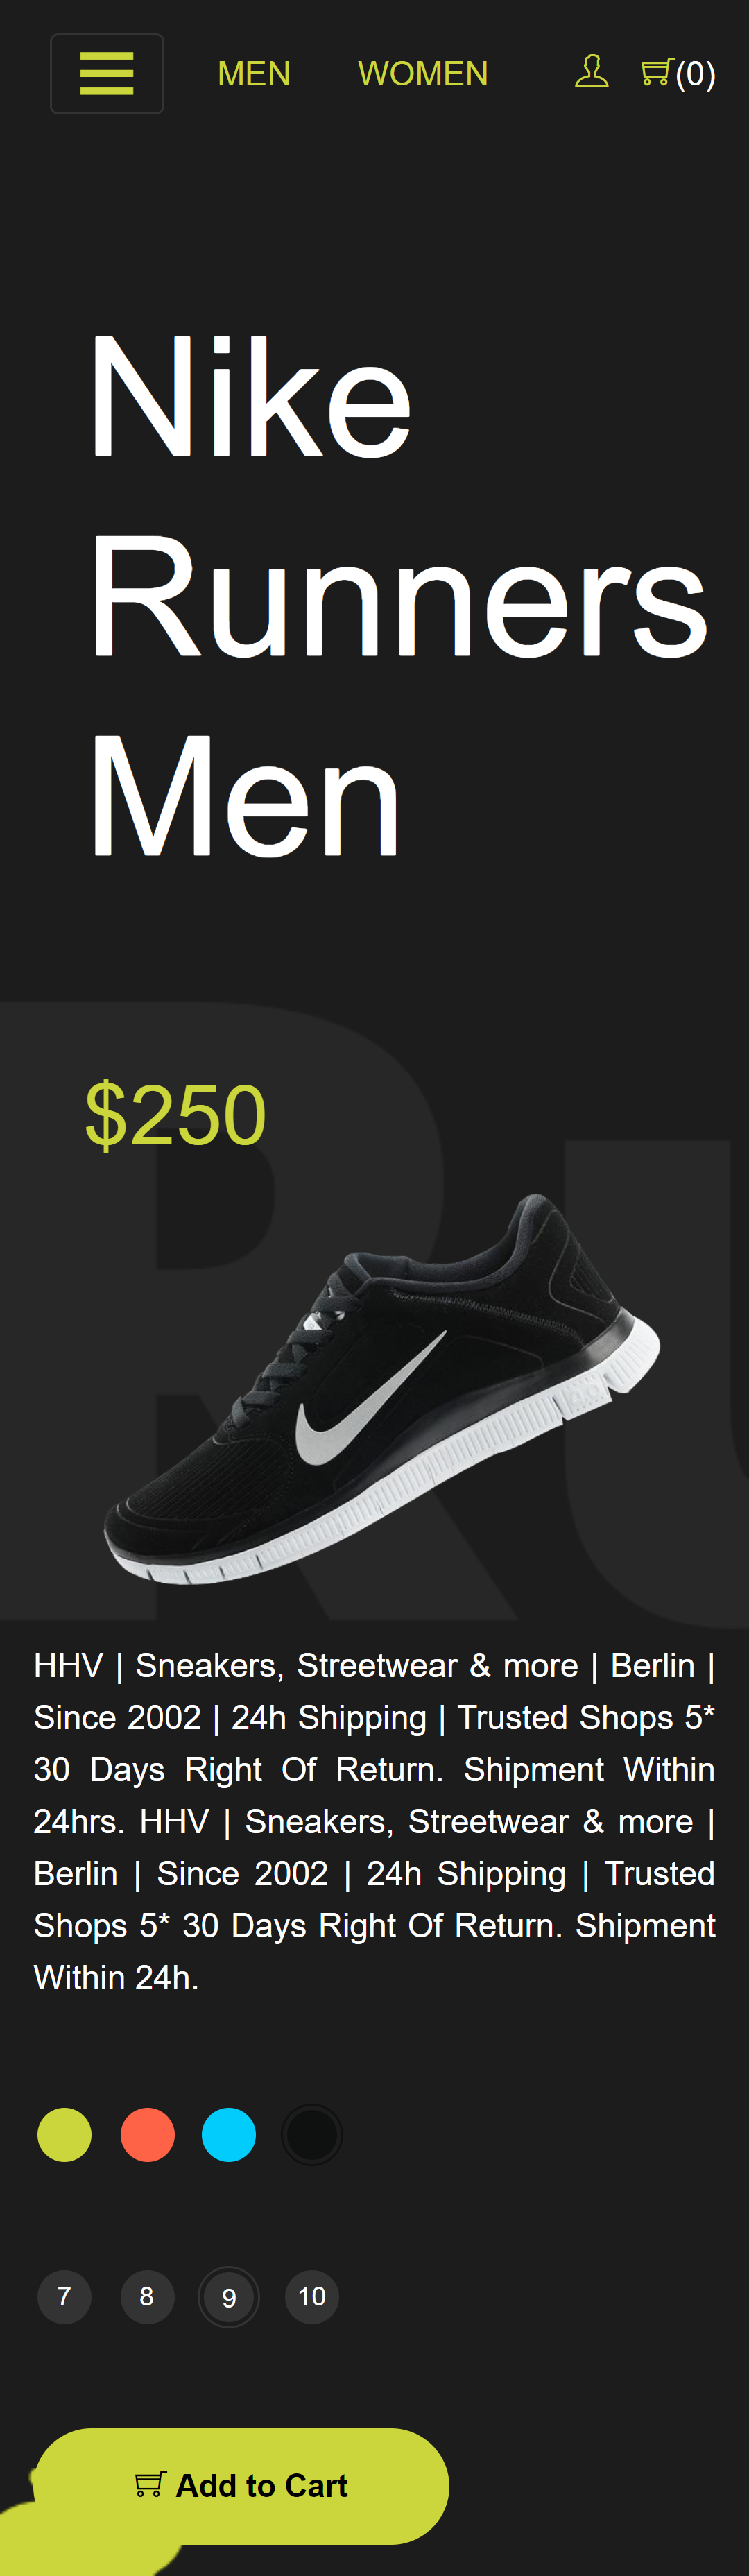 MEN WOMEN (0)
Nike
Runners
Men
$250
Ru
HHV | Sneakers, Streetwear & more | Berlin |
Since 2002 | 24h Shipping | Trusted Shops 5*
30 Days Right Of Return. Shipment Within
24hrs. HHV | Sneakers, Streetwear & more |
Berlin | Since 2002 | 24h Shipping | Trusted
Shops 5* 30 Days Right Of Return. Shipment
Within 24h.
7 8 9 10
Add to Cart